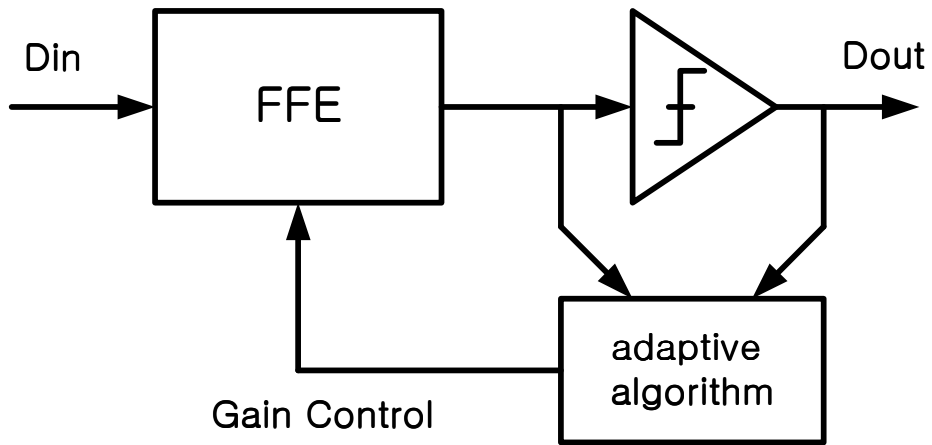 Din
FFE
Dout
adaptive
algorithm
Gain Control